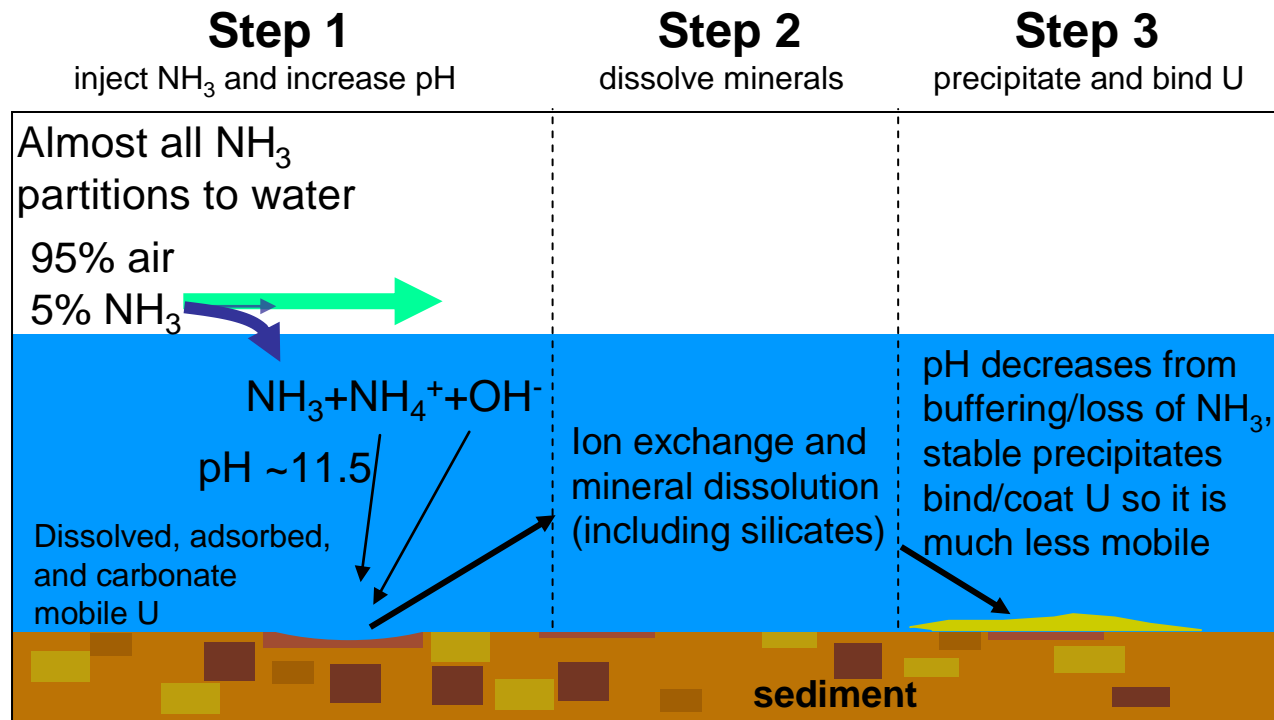 Step 1
inject NH₃ and increase pH
Step 2
dissolve minerals
Step 3
precipitate and bind U
Almost all NH₃
partitions to water
95% air
5% NH₃
NH₃+NH₄⁺+OH⁻
pH ~11.5
Dissolved, adsorbed,
and carbonate
mobile U
Ion exchange and
mineral dissolution
(including silicates)
pH decreases from
buffering/loss of NH₃,
stable precipitates
bind/coat U so it is
much less mobile
sediment